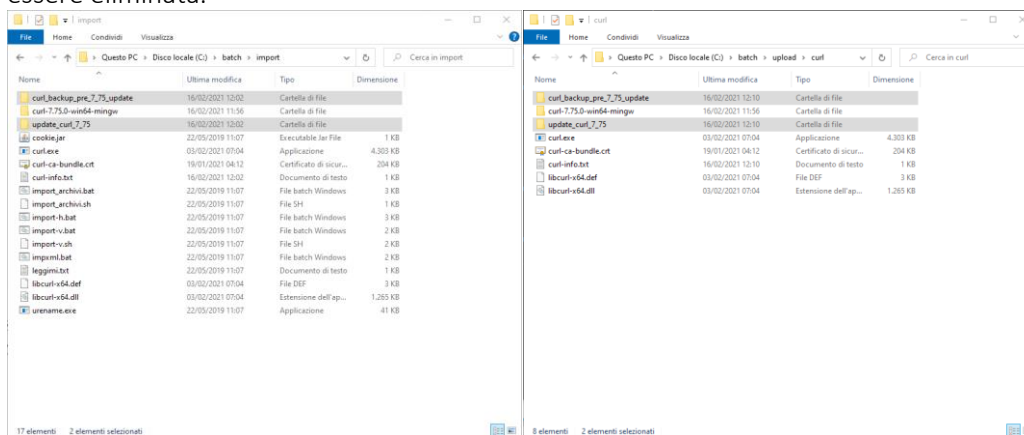 essere eliminata.
import
File Home Condividi Visualizza
Questo PC > Disco locale (C:) > batch > import Cerca in import
Nome Ultima modifica Tipo Dimensione
curl_backup_pre_7_75_update 16/02/2021 12:02 Cartella di file
curl-7.75.0-win64-mingw 16/02/2021 11:56 Cartella di file
update_curl_7_75 16/02/2021 12:02 Cartella di file
cookie.jar 22/05/2019 11:07 Executable Jar File 1 KB
curl.exe 03/02/2021 07:04 Applicazione 4.303 KB
curl-ca-bundle.crt 19/01/2021 04:12 Certificato di sicur... 204 KB
curl-info.txt 16/02/2021 12:02 Documento di testo 1 KB
import_archivi.bat 22/05/2019 11:07 File batch Windows 3 KB
import_archivi.sh 22/05/2019 11:07 File SH 1 KB
import-h.bat 22/05/2019 11:07 File batch Windows 3 KB
import-v.bat 22/05/2019 11:07 File batch Windows 2 KB
import-v.sh 22/05/2019 11:07 File SH 2 KB
impxml.bat 22/05/2019 11:07 File batch Windows 2 KB
leggimi.txt 22/05/2019 11:07 Documento di testo 1 KB
libcurl-x64.def 03/02/2021 07:04 File DEF 3 KB
libcurl-x64.dll 03/02/2021 07:04 Estensione dell'ap... 1.265 KB
urename.exe 22/05/2019 11:07 Applicazione 41 KB
17 elementi 2 elementi selezionati
curl
File Home Condividi Visualizza
Questo PC > Disco locale (C:) > batch > upload > curl Cerca in curl
Nome Ultima modifica Tipo Dimensione
curl_backup_pre_7_75_update 16/02/2021 12:10 Cartella di file
curl-7.75.0-win64-mingw 16/02/2021 11:56 Cartella di file
update_curl_7_75 16/02/2021 12:10 Cartella di file
curl.exe 03/02/2021 07:04 Applicazione 4.303 KB
curl-ca-bundle.crt 19/01/2021 04:12 Certificato di sicur... 204 KB
curl-info.txt 16/02/2021 12:10 Documento di testo 1 KB
libcurl-x64.def 03/02/2021 07:04 File DEF 3 KB
libcurl-x64.dll 03/02/2021 07:04 Estensione dell'ap... 1.265 KB
8 elementi 2 elementi selezionati